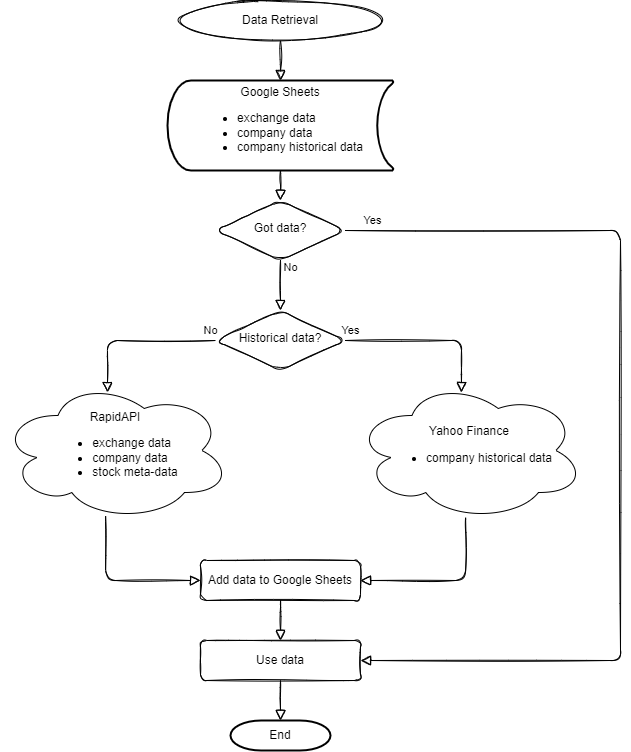 Data Retrieval
Google Sheets
• exchange data
• company data
• company historical data
Got data?
Yes
No
Historical data?
No
Yes
RapidAPI
• exchange data
• company data
• stock meta-data
Yahoo Finance
• company historical data
Add data to Google Sheets
Use data
End